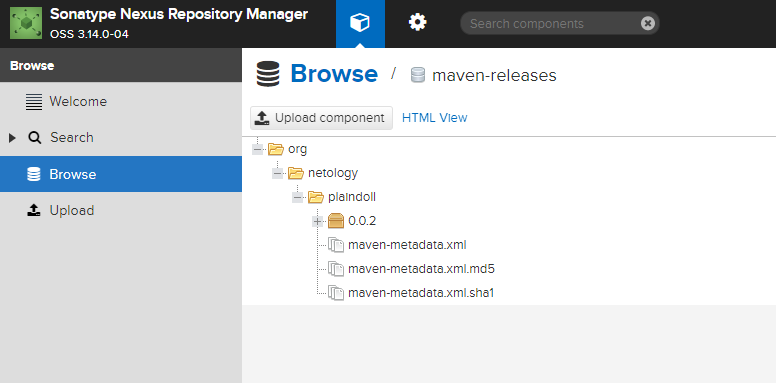 Sonatype Nexus Repository Manager
OSS 3.14.0-04
Search components
Browse
Welcome
Search
Browse
Upload
Browse / maven-releases
Upload component HTML View
org
netology
plaindoll
0.0.2
maven-metadata.xml
maven-metadata.xml.md5
maven-metadata.xml.sha1